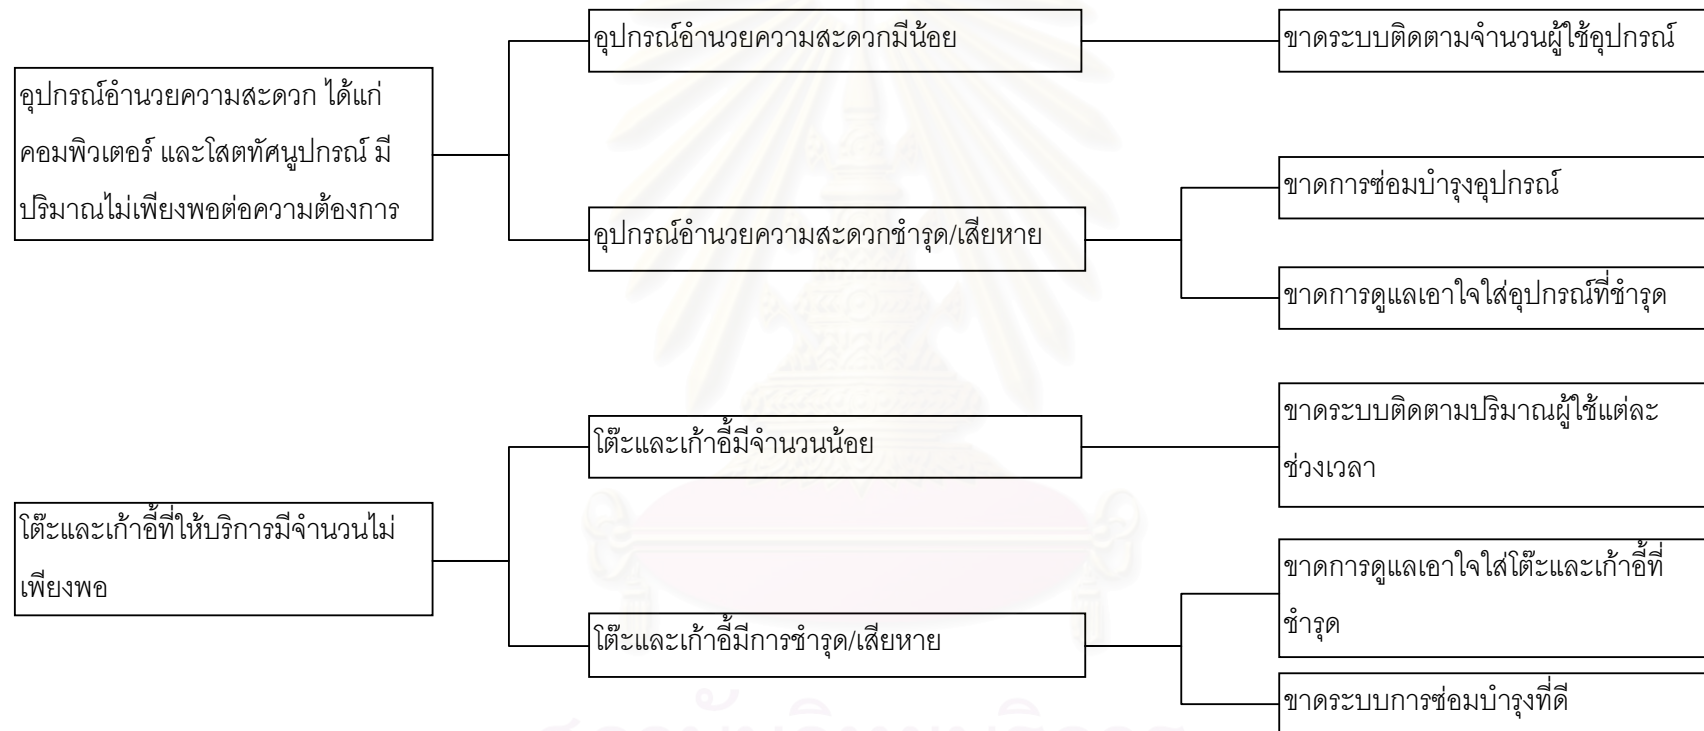 อุปกรณ์อำนวยความสะดวก ได้แก่
คอมพิวเตอร์ และโสตทัศนูปกรณ์ มี
ปริมาณไม่เพียงพอต่อความต้องการ
อุปกรณ์อำนวยความสะดวกมีน้อย
ขาดระบบติดตามจำนวนผู้ใช้อุปกรณ์
อุปกรณ์อำนวยความสะดวกชำรุด/เสียหาย
ขาดการซ่อมบำรุงอุปกรณ์
ขาดการดูแลเอาใจใส่อุปกรณ์ที่ชำรุด
โต๊ะและเก้าอี้ที่ให้บริการมีจำนวนไม่
เพียงพอ
โต๊ะและเก้าอี้มีจำนวนน้อย
ขาดระบบติดตามปริมาณผู้ใช้แต่ละ
ช่วงเวลา
โต๊ะและเก้าอี้มีการชำรุด/เสียหาย
ขาดการดูแลเอาใจใส่โต๊ะและเก้าอี้ที่
ชำรุด
ขาดระบบการซ่อมบำรุงที่ดี